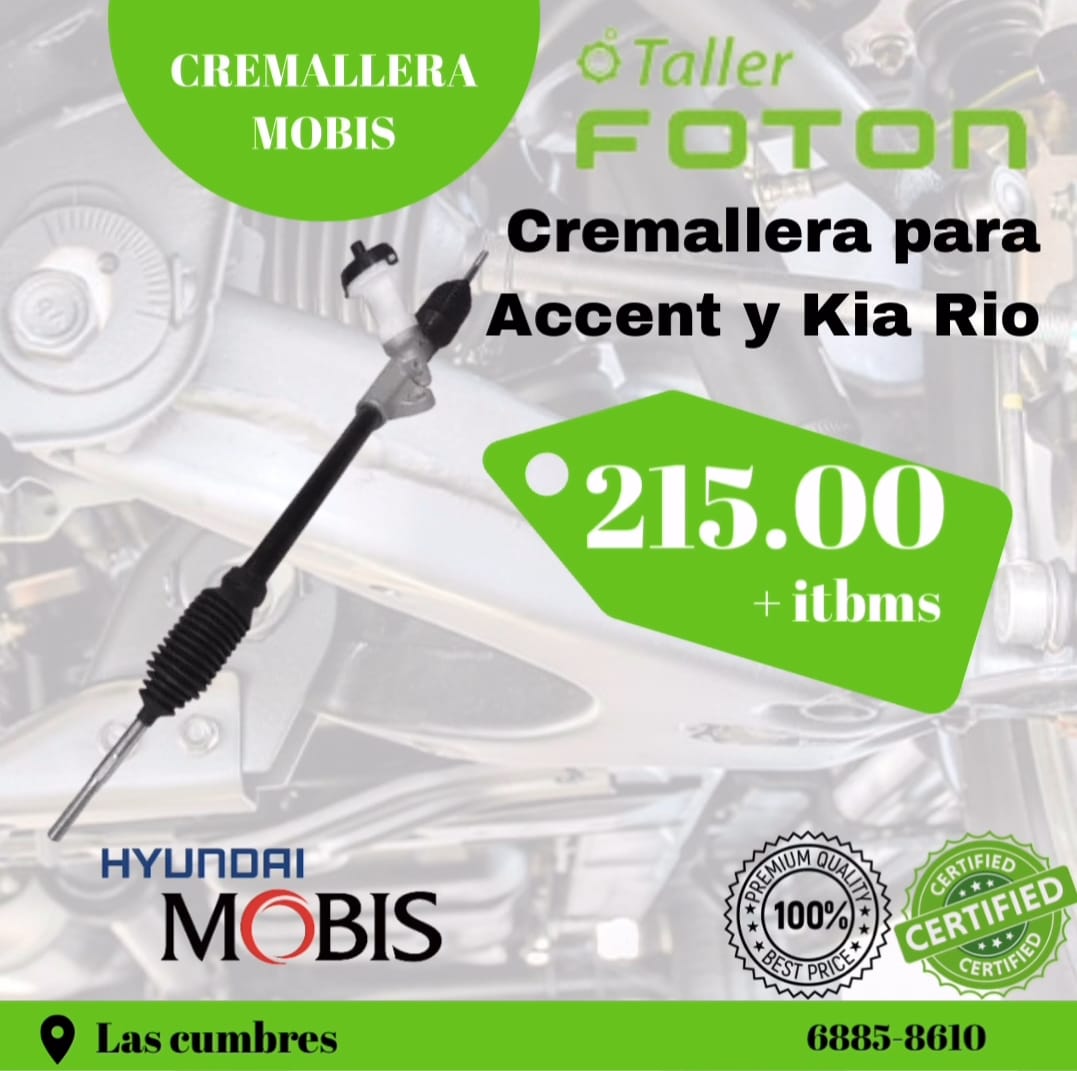 CREMALLERA
MOBIS
Taller
FOTON
Cremallera para
Accent y Kia Rio
215.00
+ itbms
HYUNDAI
MOBIS
PREMIUM QUALITY
100%
BEST PRICE
CERTIFIED
CERTIFIED
CERTIFIED
Las cumbres
6885-8610